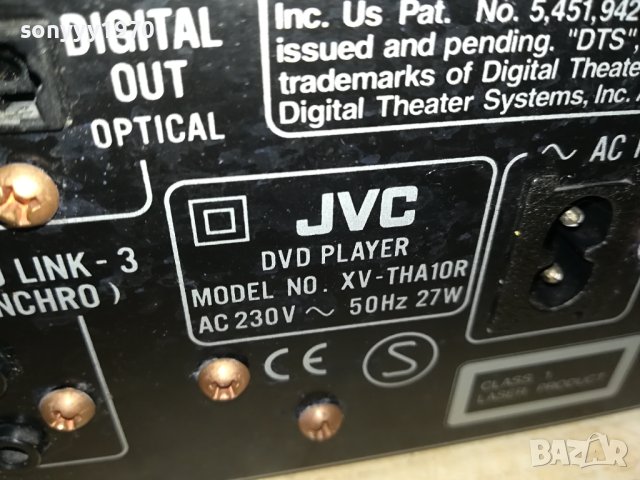 sonyyy1970
DIGITAL
OUT
OPTICAL
Inc. Us Pat. No. 5,451,942
issued and pending. "DTS",
trademarks of Digital Theate
Digital Theater Systems, Inc. A
AC
LINK-3
NCHRO)
JVC
DVD PLAYER
MODEL NO. XV-THA10R
AC 230V ~ 50Hz 27W
CE S
CLASS 1
LASER PRODUCT
BAZAR